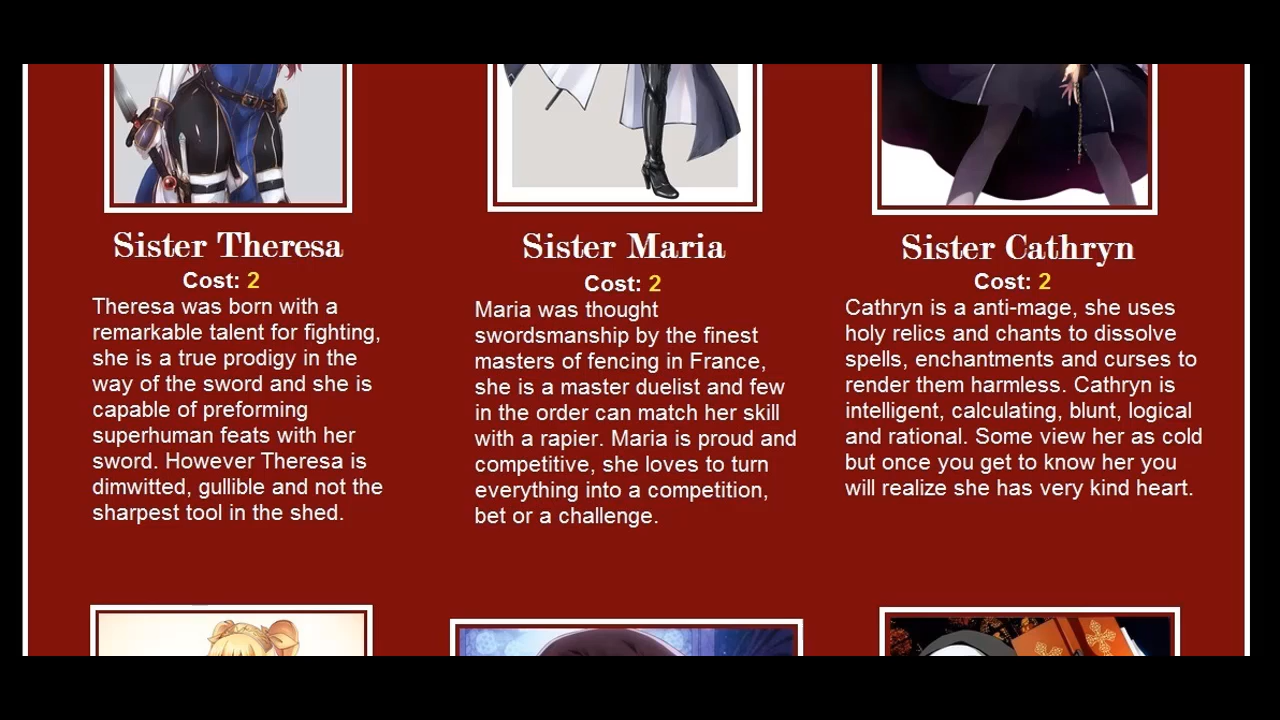 Sister Theresa
Cost: 2
Theresa was born with a
remarkable talent for fighting,
she is a true prodigy in the
way of the sword and she is
capable of preforming
superhuman feats with her
sword. However Theresa is
dimwitted, gullible and not the
sharpest tool in the shed.
Sister Maria
Cost: 2
Maria was thought
swordsmanship by the finest
masters of fencing in France,
she is a master duelist and few
in the order can match her skill
with a rapier. Maria is proud and
competitive, she loves to turn
everything into a competition,
bet or a challenge.
Sister Cathryn
Cost: 2
Cathryn is a anti-mage, she uses
holy relics and chants to dissolve
spells, enchantments and curses to
render them harmless. Cathryn is
intelligent, calculating, blunt, logical
and rational. Some view her as cold
but once you get to know her you
will realize she has very kind heart.